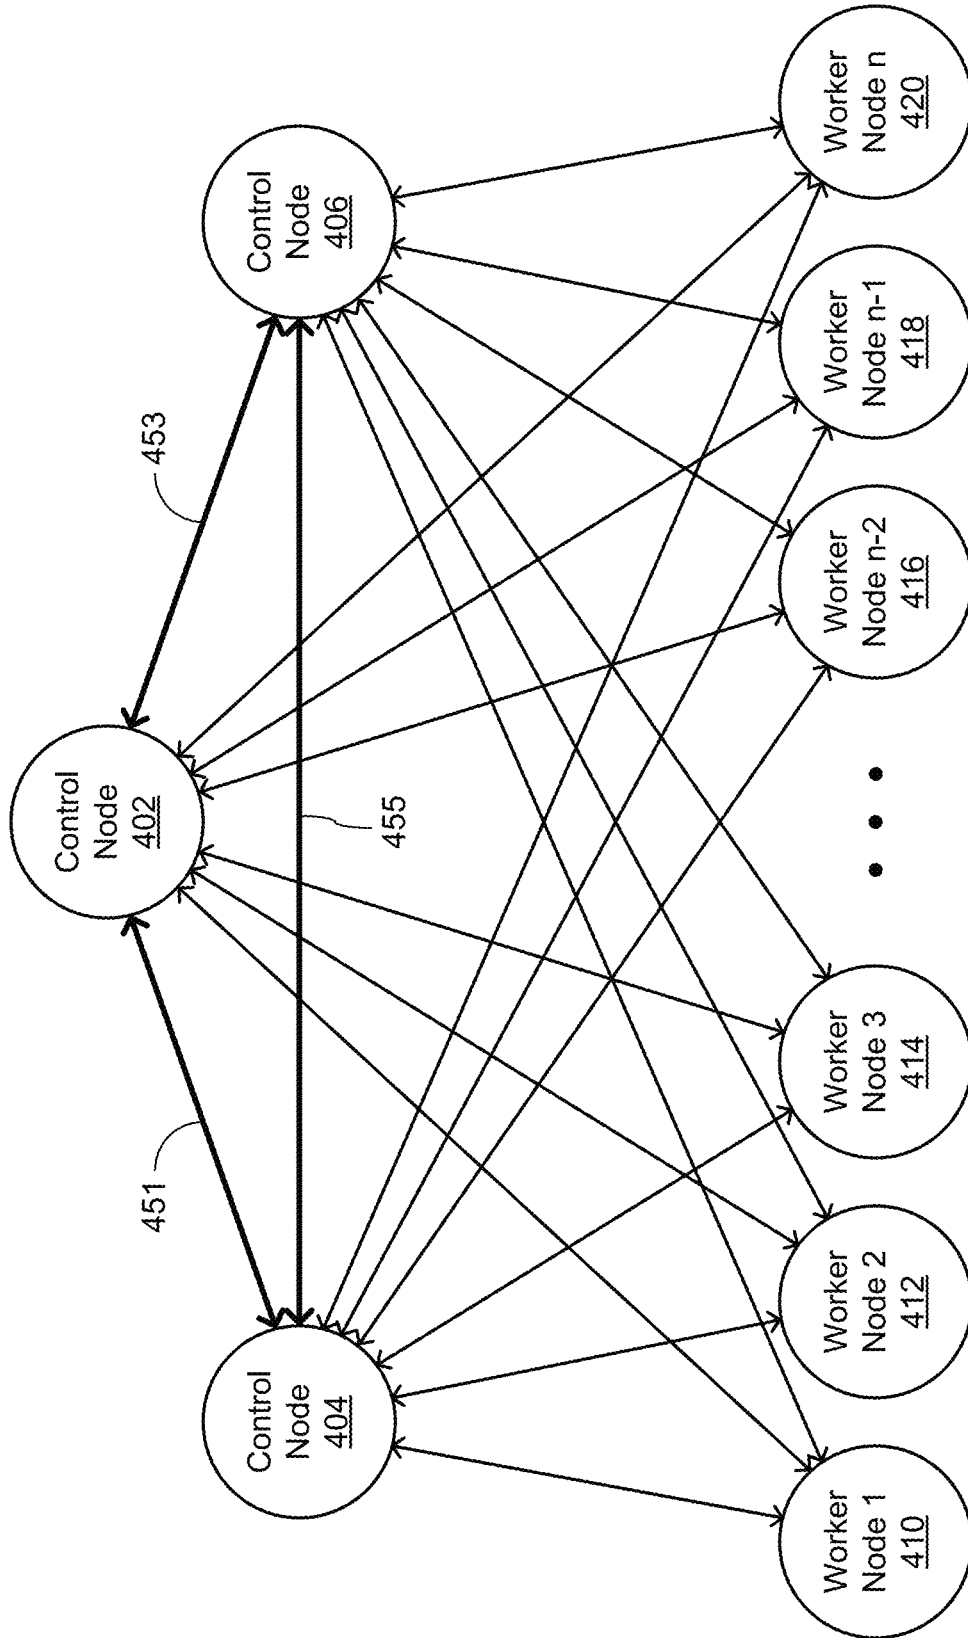 Control
Node
402
451
453
Control
Node
404
Control
Node
406
455
Worker
Node 1
410
Worker
Node 2
412
Worker
Node 3
414
Worker
Node n-2
416
Worker
Node n-1
418
Worker
Node n
420